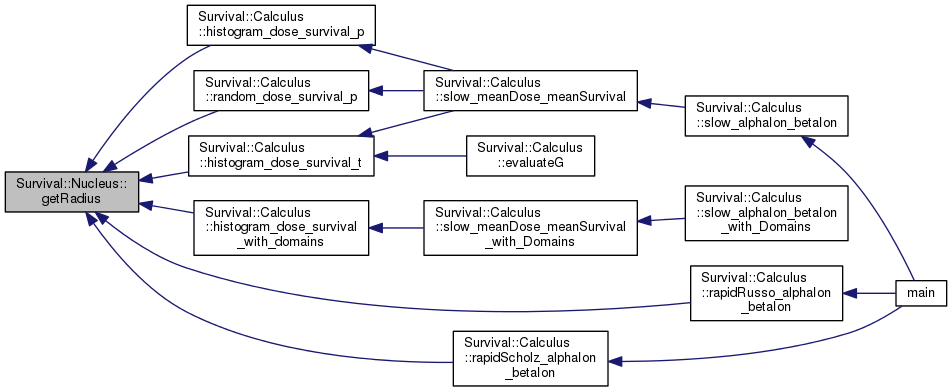 Survival::Calculus
::histogram_dose_survival_p
Survival::Calculus
::random_dose_survival_p
Survival::Calculus
::slow_meanDose_meanSurvival
Survival::Calculus
::slow_alphaIon_betaIon
Survival::Calculus
::histogram_dose_survival_t
Survival::Calculus
::evaluateG
Survival::Nucleus::
getRadius
Survival::Calculus
::histogram_dose_survival
_with_domains
Survival::Calculus
::slow_meanDose_meanSurvival
_with_Domains
Survival::Calculus
::slow_alphaIon_betaIon
_with_Domains
Survival::Calculus
::rapidRusso_alphaIon
_betaIon
main
Survival::Calculus
::rapidScholz_alphaIon
_betaIon